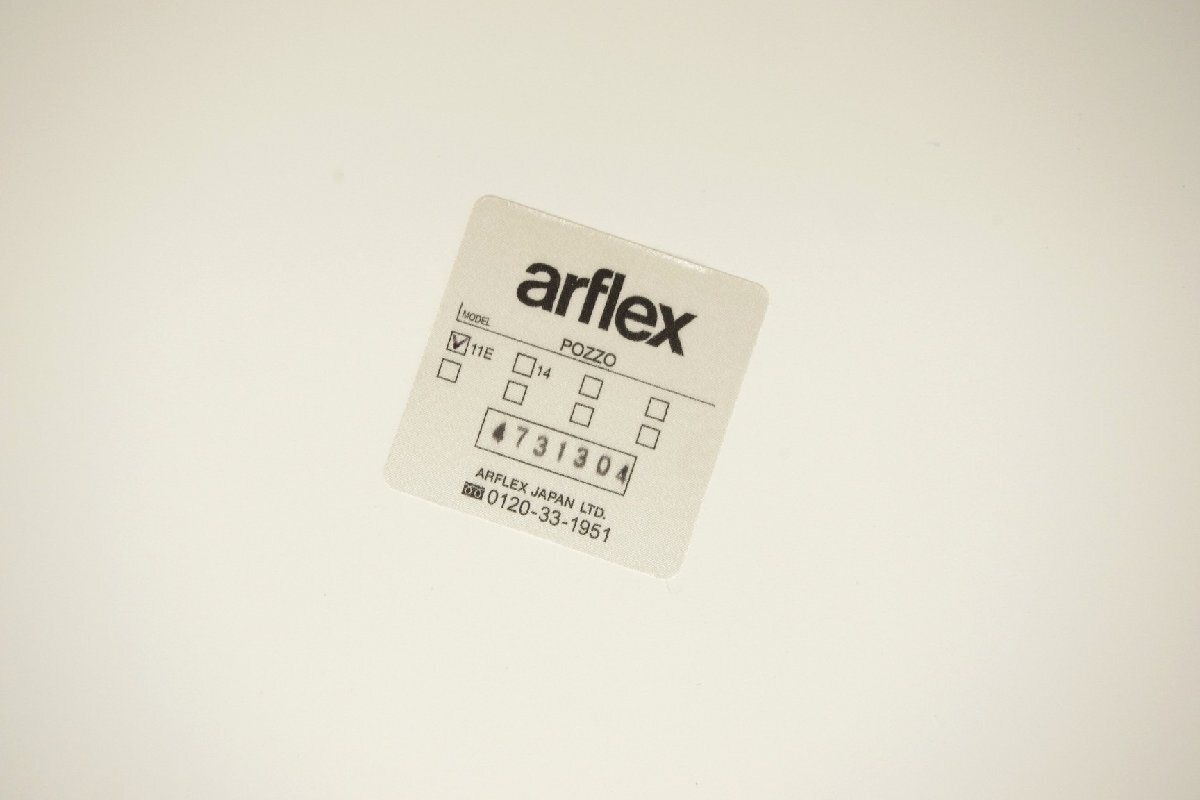 arflex
MODEL POZZO
11E 14
4731304
ARFLEX JAPAN LTD.
0120-33-1951